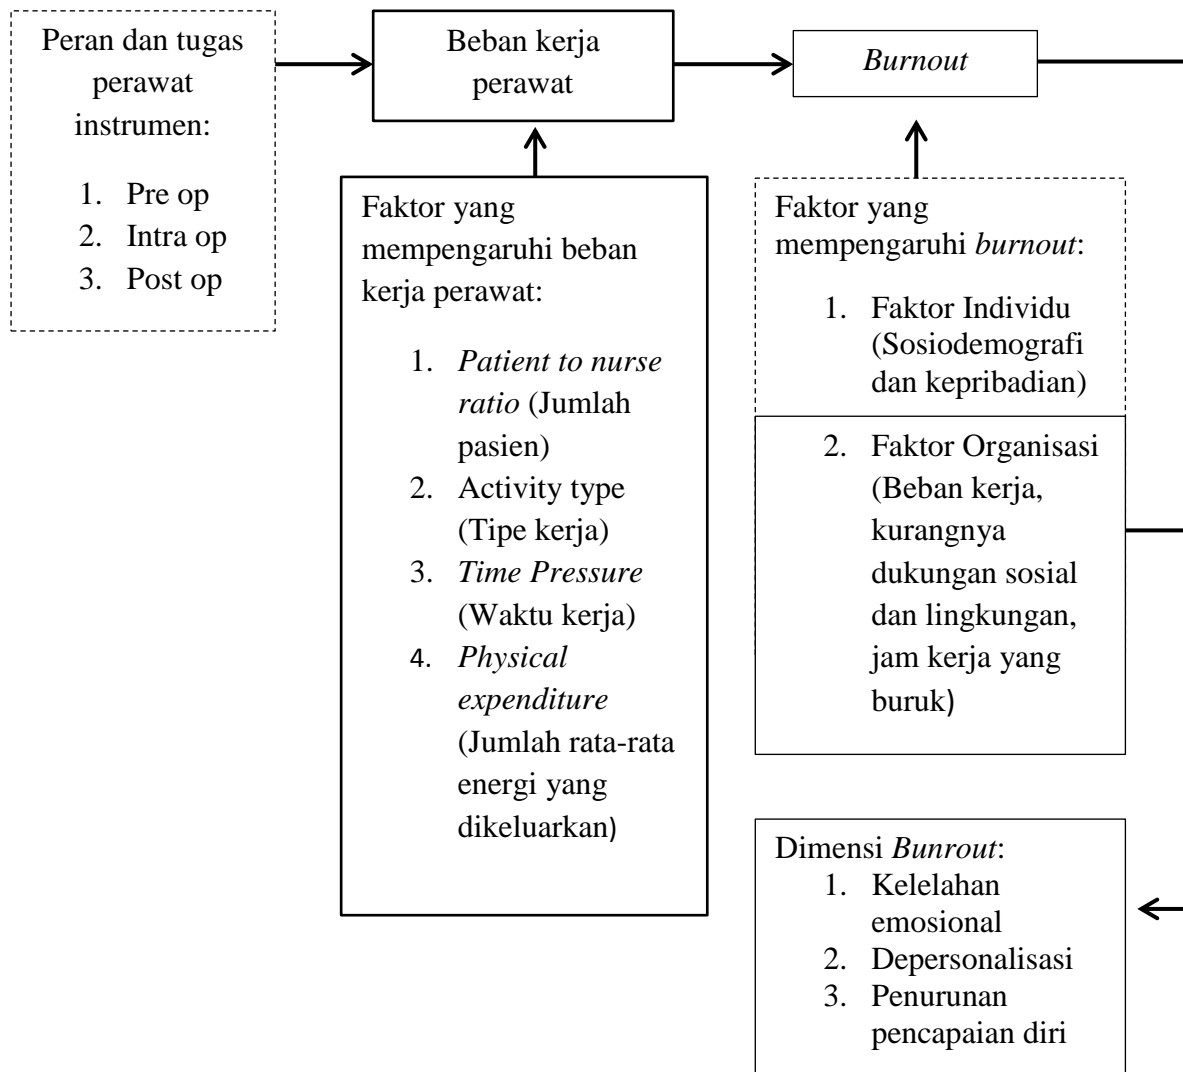 Peran dan tugas
perawat
instrumen:
1. Pre op
2. Intra op
3. Post op
Beban kerja
perawat
Burnout
Faktor yang
mempengaruhi beban
kerja perawat:
1. Patient to nurse
ratio (Jumlah
pasien)
2. Activity type
(Tipe kerja)
3. Time Pressure
(Waktu kerja)
4. Physical
expenditure
(Jumlah rata-rata
energi yang
dikeluarkan)
Faktor yang
mempengaruhi burnout:
1. Faktor Individu
(Sosiodemografi
dan kepribadian)
2. Faktor Organisasi
(Beban kerja,
kurangnya
dukungan sosial
dan lingkungan,
jam kerja yang
buruk)
Dimensi Bunrout:
1. Kelelahan
emosional
2. Depersonalisasi
3. Penurunan
pencapaian diri